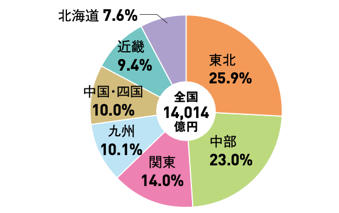 北海道 7.6%
近畿
9.4%
東北
25.9%
中国・四国
10.0%
全国
14,014
億円
九州
10.1%
中部
23.0%
関東
14.0%